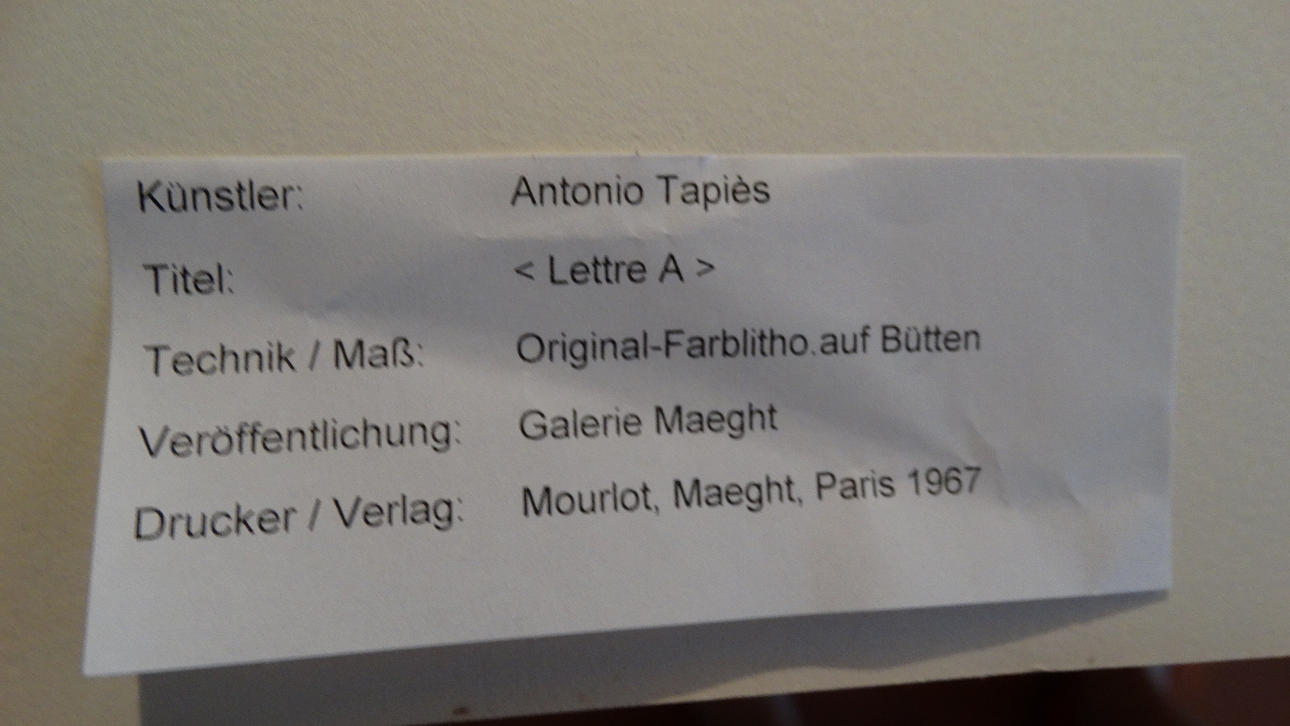 Künstler: Antonio Tapiès
Titel: < Lettre A >
Technik / Maß: Original-Farblitho.auf Bütten
Veröffentlichung: Galerie Maeght
Drucker / Verlag: Mourlot, Maeght, Paris 1967